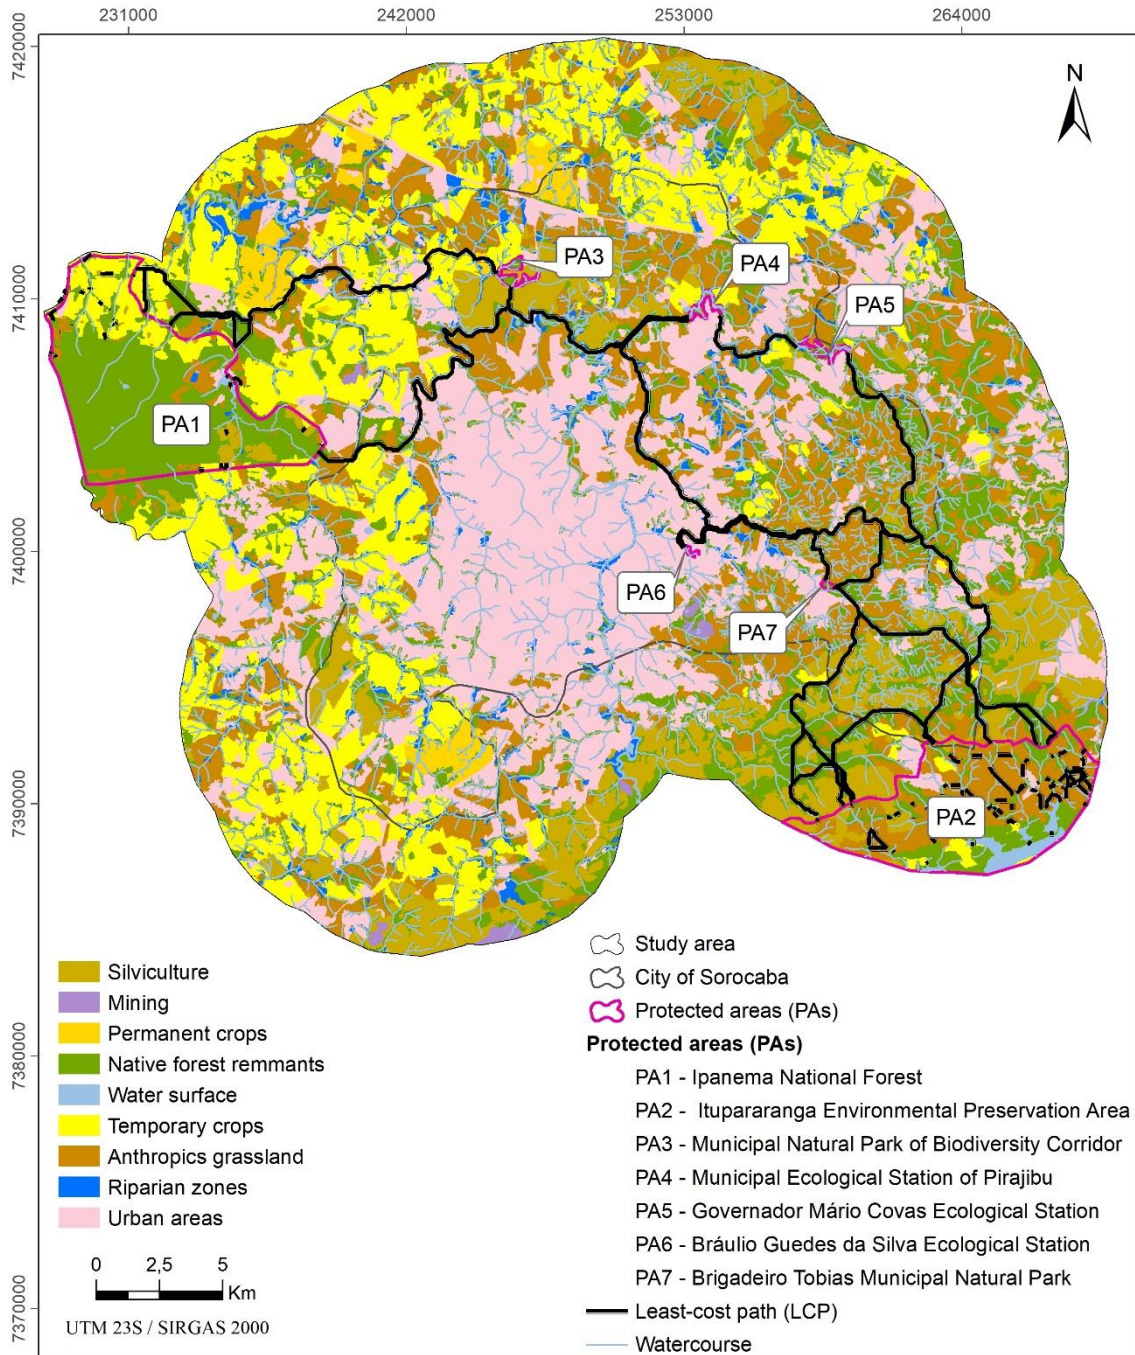 231000 242000 253000 264000
7420000
N
PA3
PA4
7410000
PA5
PA1
7400000
PA6
PA7
7390000
PA2
Study area
Silviculture
City of Sorocaba
Mining
Protected areas (PAs)
Permanent crops
Protected areas (PAs)
Native forest remnants
PA1 - Ipanema National Forest
7380000
Water surface
PA2 - Itupararanga Environmental Preservation Area
Temporary crops
PA3 - Municipal Natural Park of Biodiversity Corridor
Anthropics grassland
PA4 - Municipal Ecological Station of Pirajibu
Riparian zones
PA5 - Governador Mário Covas Ecological Station
Urban areas
PA6 - Bráulio Guedes da Silva Ecological Station
0 2,5 5
PA7 - Brigadeiro Tobias Municipal Natural Park
Km
7370000
Least-cost path (LCP)
UTM 23S / SIRGAS 2000
Watercourse